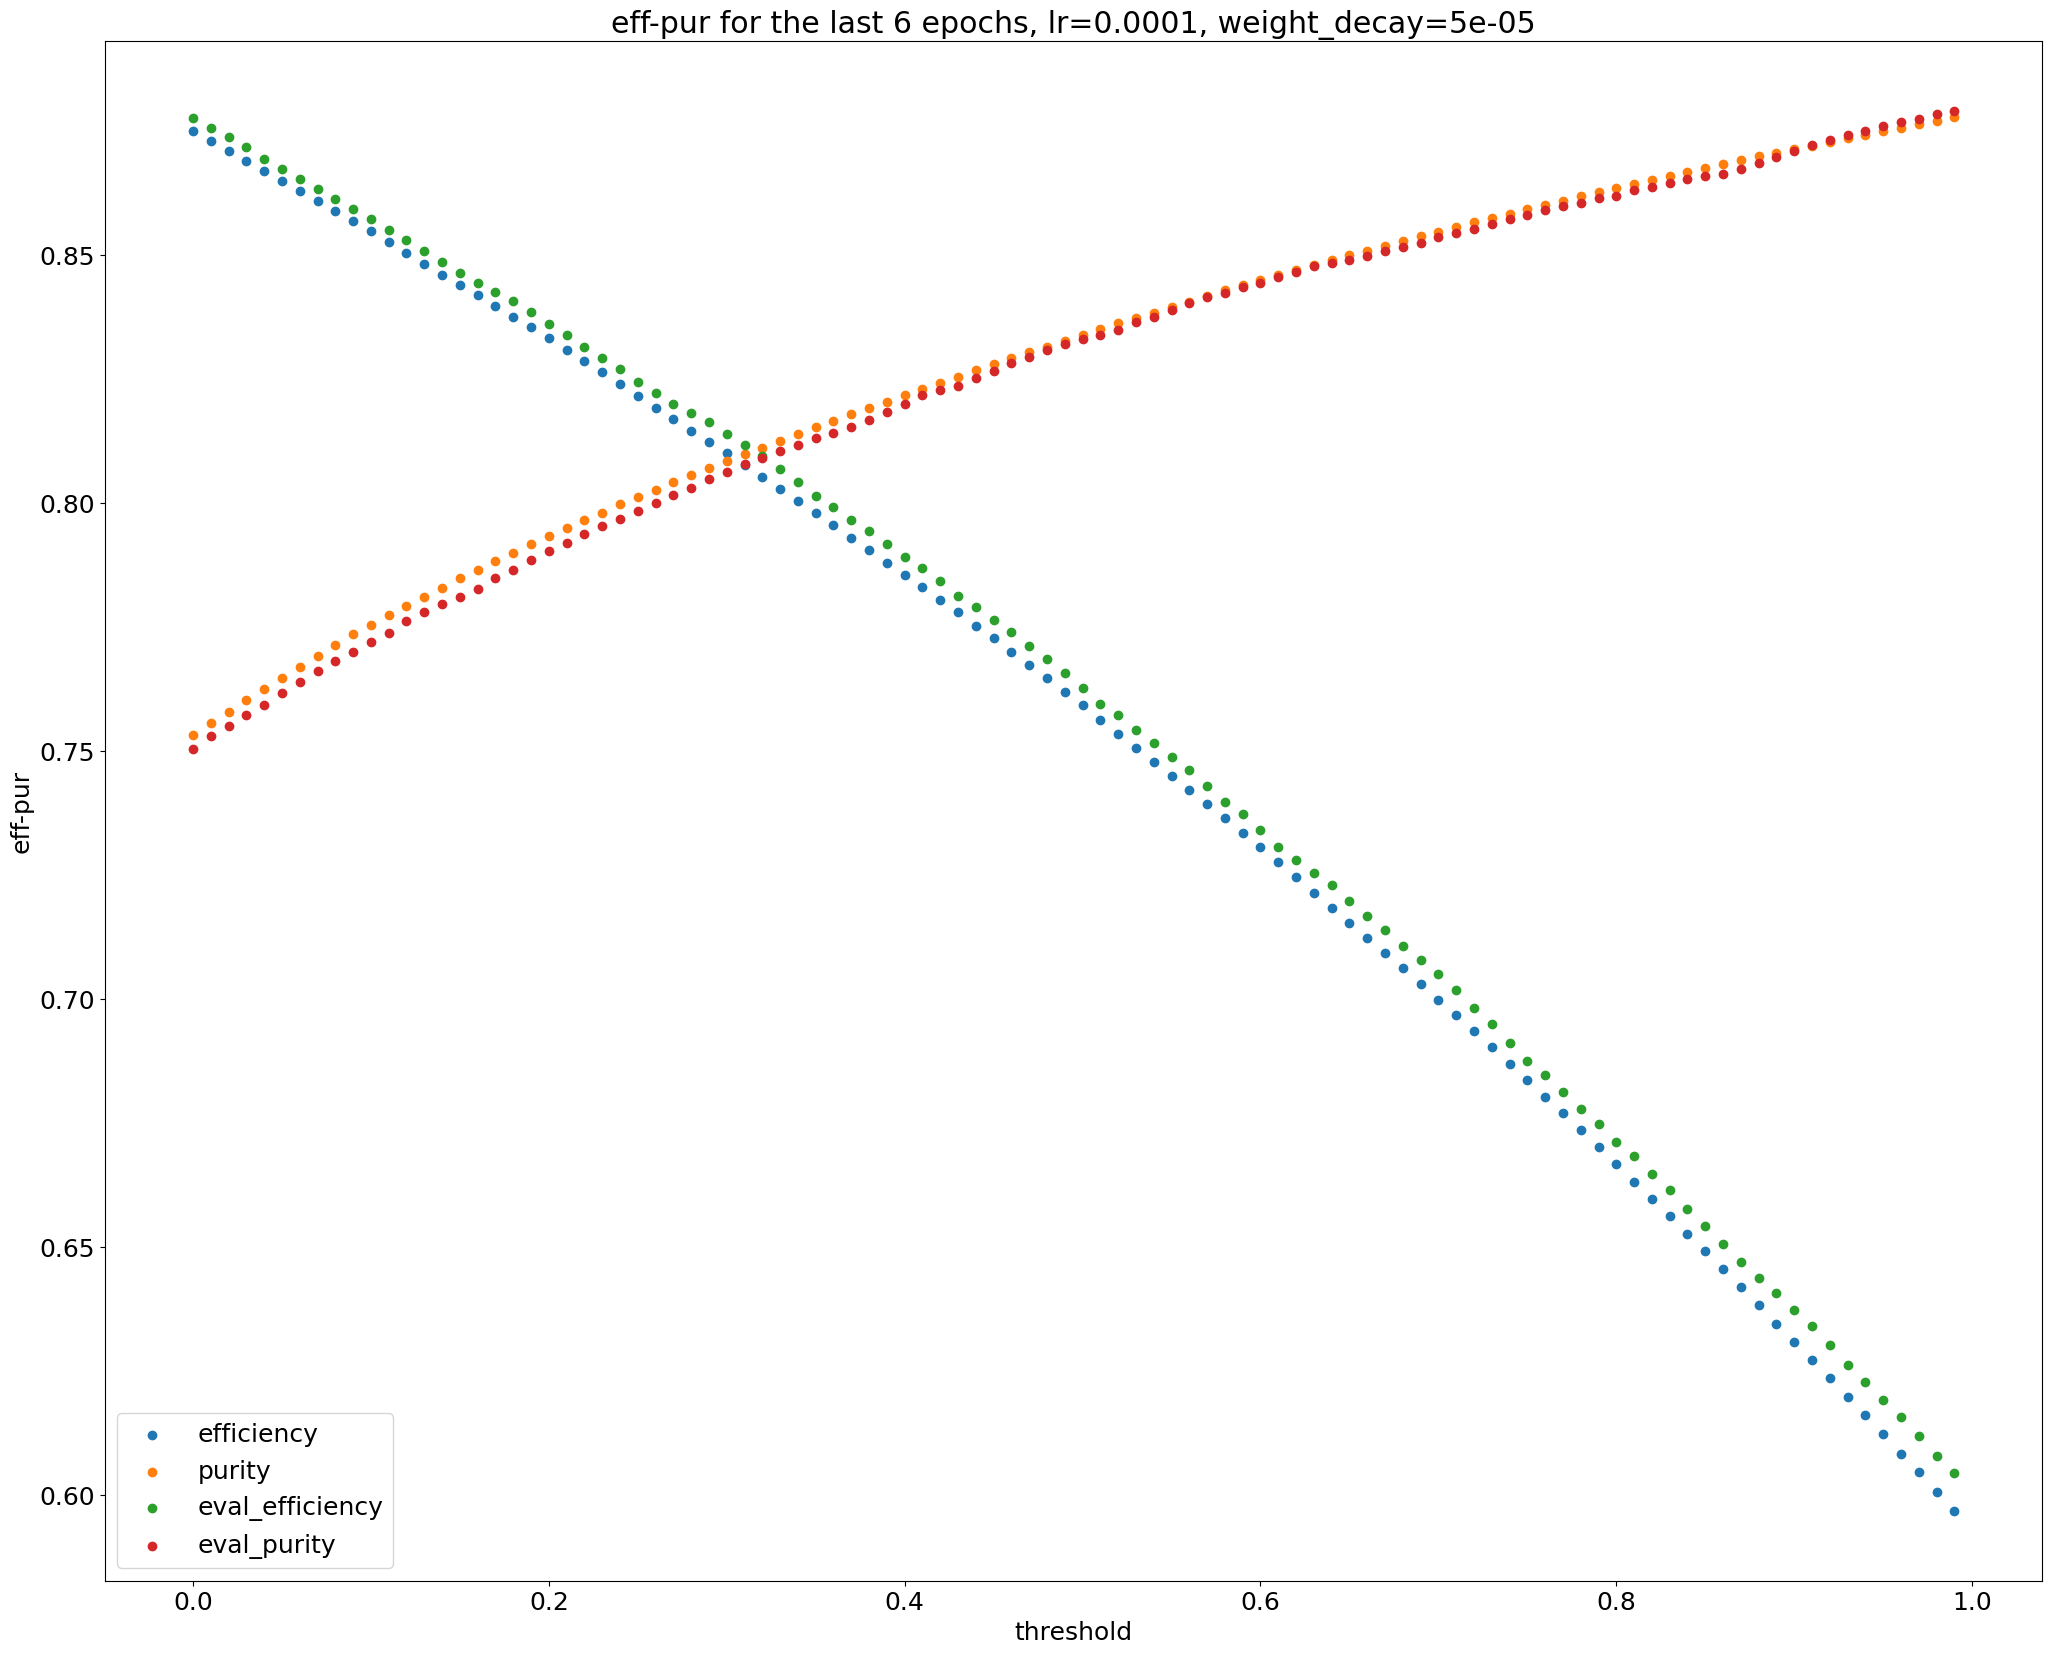 eff-pur for the last 6 epochs, lr=0.0001, weight_decay=5e-05
eff-pur
0.85
0.80
0.75
0.70
0.65
0.60
efficiency
purity
eval_efficiency
eval_purity
0.0 0.2 0.4 0.6 0.8 1.0
threshold